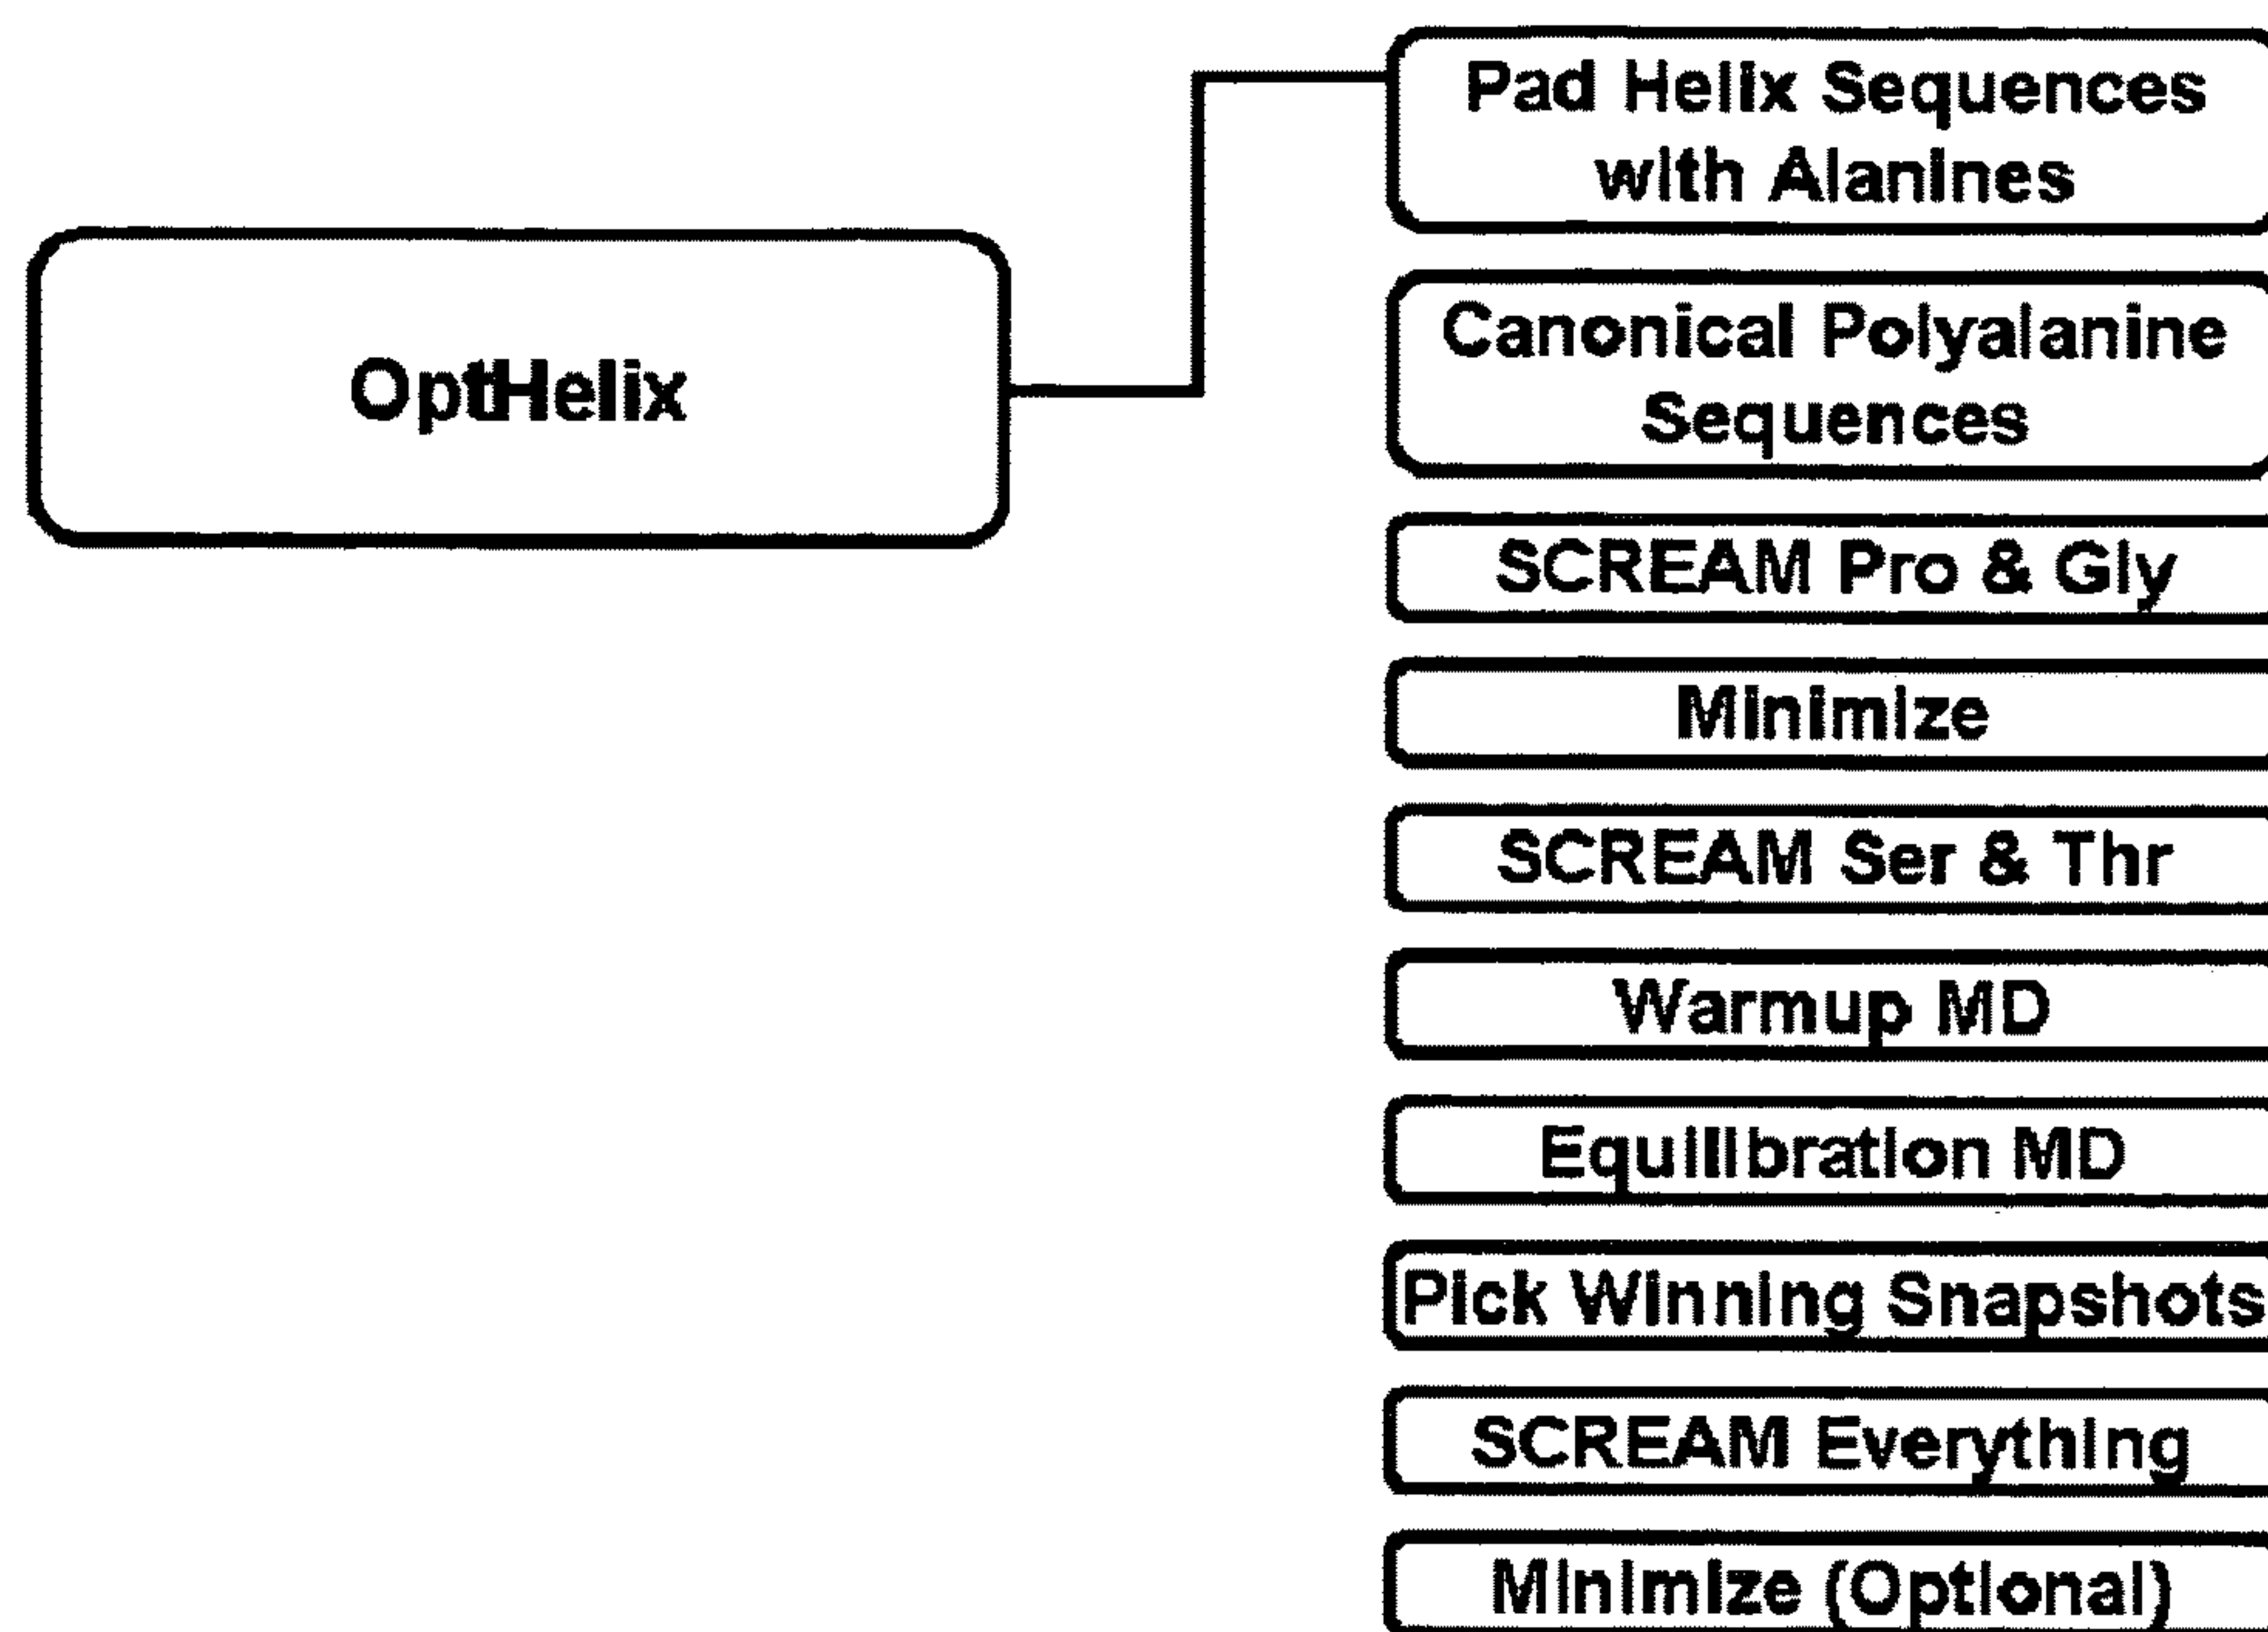 Pad Helix Sequences
with Alanines
OptHelix
Canonical Polyalanine
Sequences
SCREAM Pro & Gly
Minimize
SCREAM Ser & Thr
Warmup MD
Equilibration MD
Pick Winning Snapshots
SCREAM Everything
Minimize (Optional)